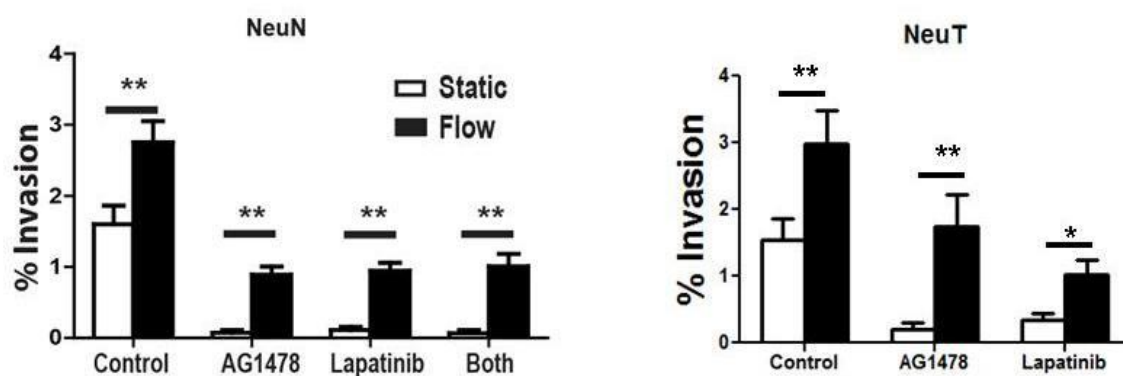 NeuN
% Invasion
4
3
2
1
0
**
**
**
**
Static
Flow
Control AG1478 Lapatinib Both
NeuT
% Invasion
4
3
2
1
0
**
**
*
Control AG1478 Lapatinib